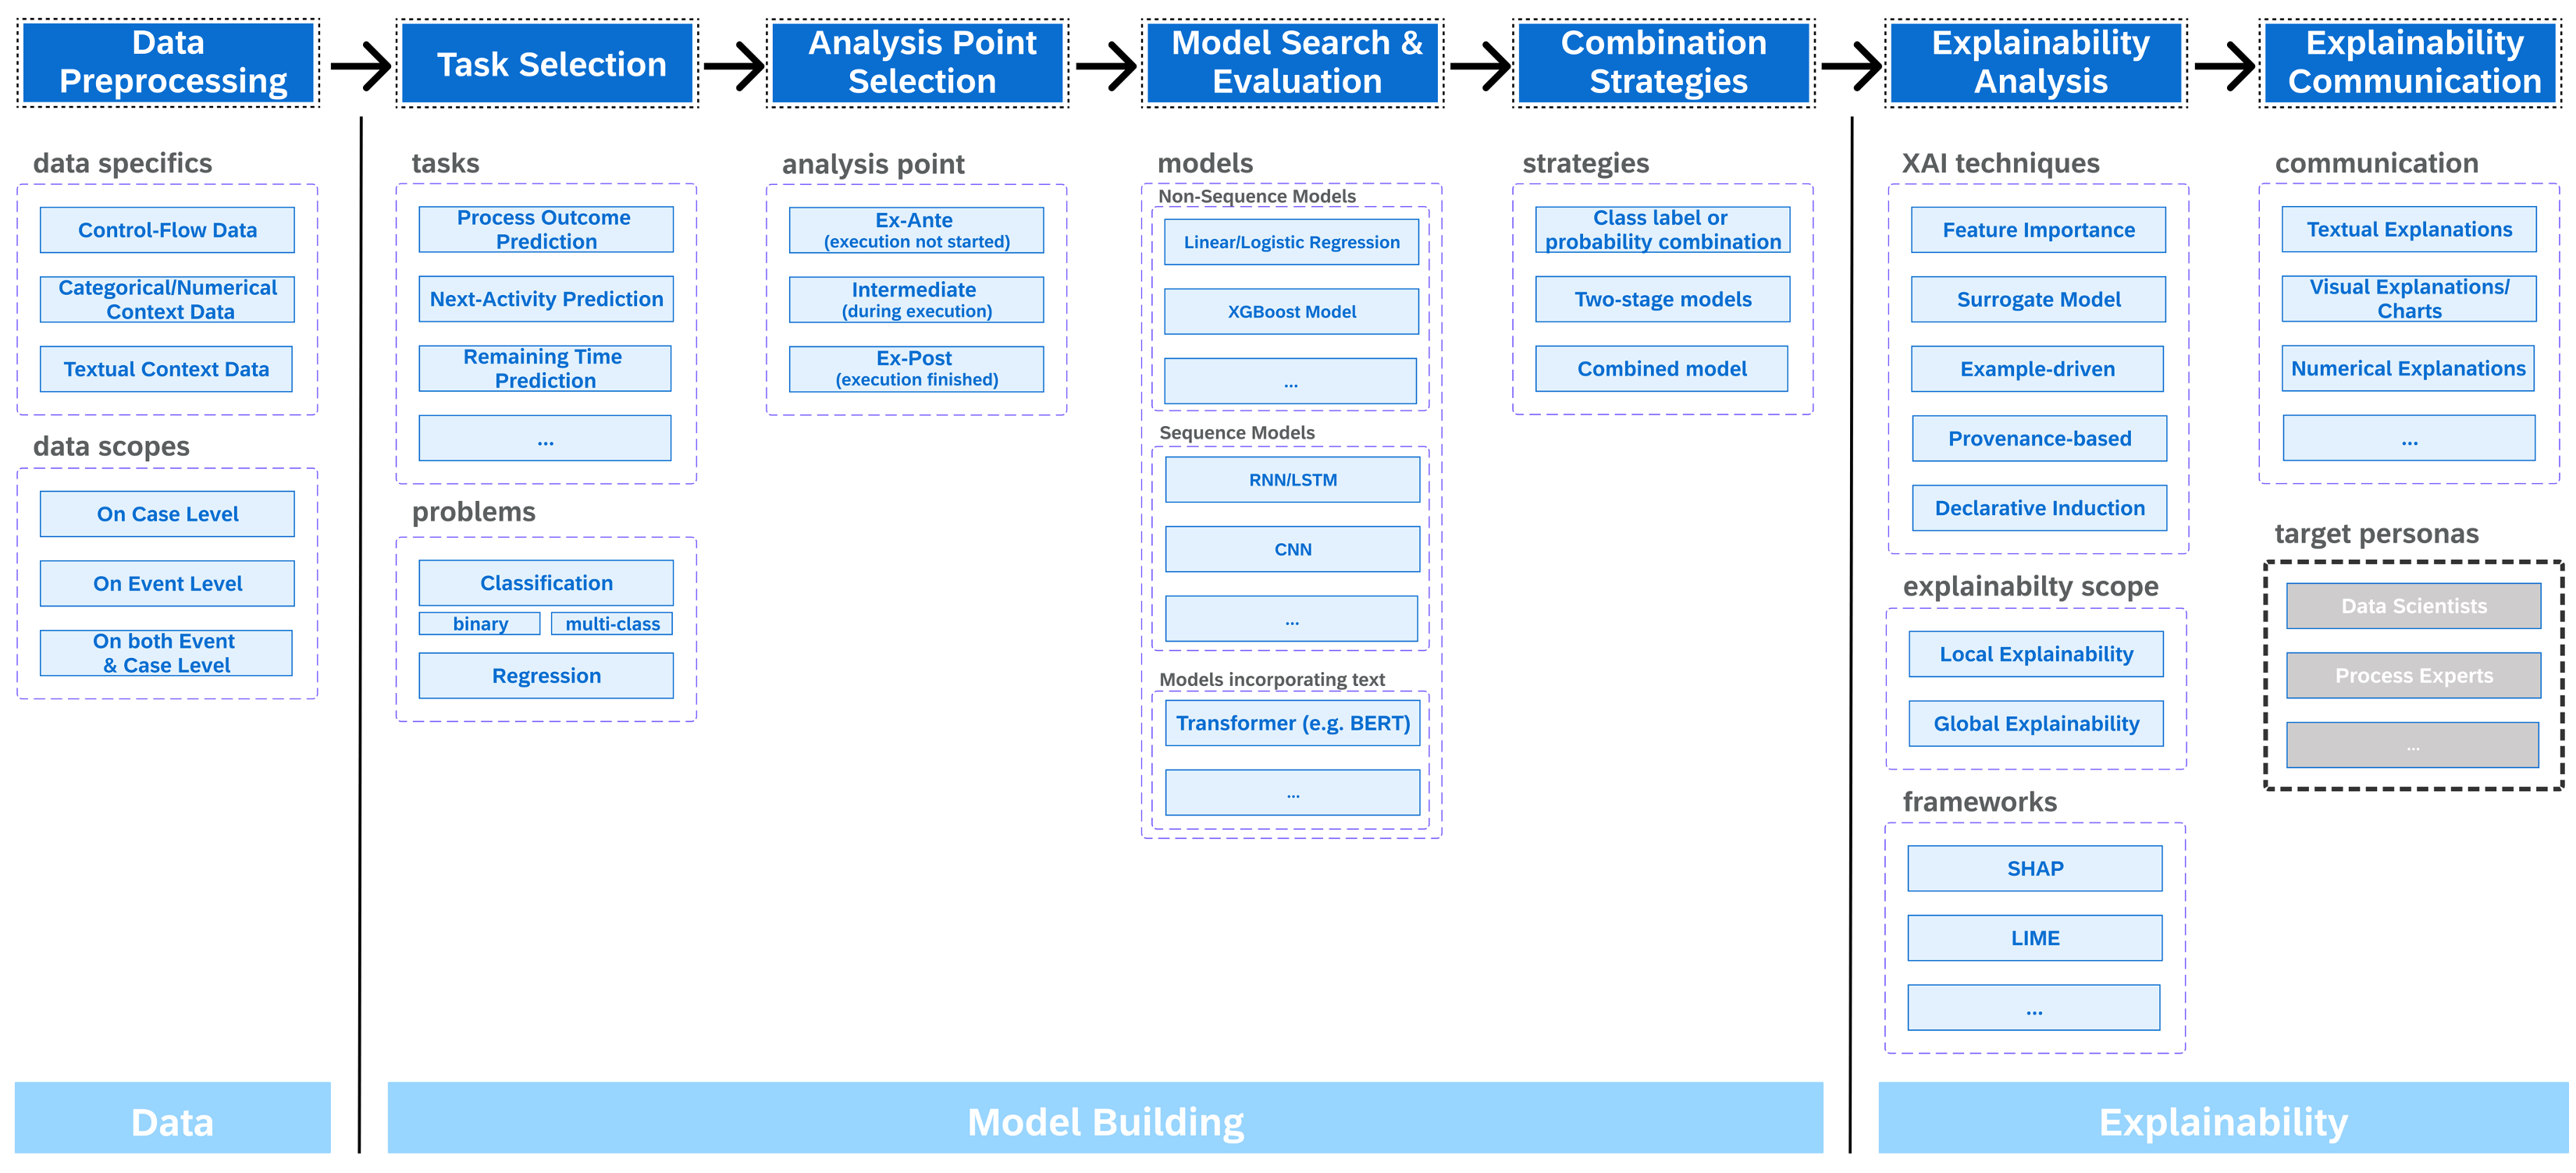 Data
Preprocessing
Task Selection
Analysis Point
Selection
Model Search &
Evaluation
Combination
Strategies
Explainability
Analysis
Explainability
Communication
data specifics
Control-Flow Data
Categorical/Numerical
Context Data
Textual Context Data
data scopes
On Case Level
On Event Level
On both Event
& Case Level
tasks
Process Outcome
Prediction
Next-Activity Prediction
Remaining Time
Prediction
...
problems
Classification
binary
multi-class
Regression
analysis point
Ex-Ante
(execution not started)
Intermediate
(during execution)
Ex-Post
(execution finished)
models
Non-Sequence Models
Linear/Logistic Regression
XGBoost Model
...
Sequence Models
RNN/LSTM
CNN
...
Models incorporating text
Transformer (e.g. BERT)
...
strategies
Class label or
probability combination
Two-stage models
Combined model
XAI techniques
Feature Importance
Surrogate Model
Example-driven
Provenance-based
Declarative Induction
explainabilty scope
Local Explainability
Global Explainability
frameworks
SHAP
LIME
...
communication
Textual Explanations
Visual Explanations/
Charts
Numerical Explanations
...
target personas
Data Scientists
Process Experts
...
Data
Model Building
Explainability